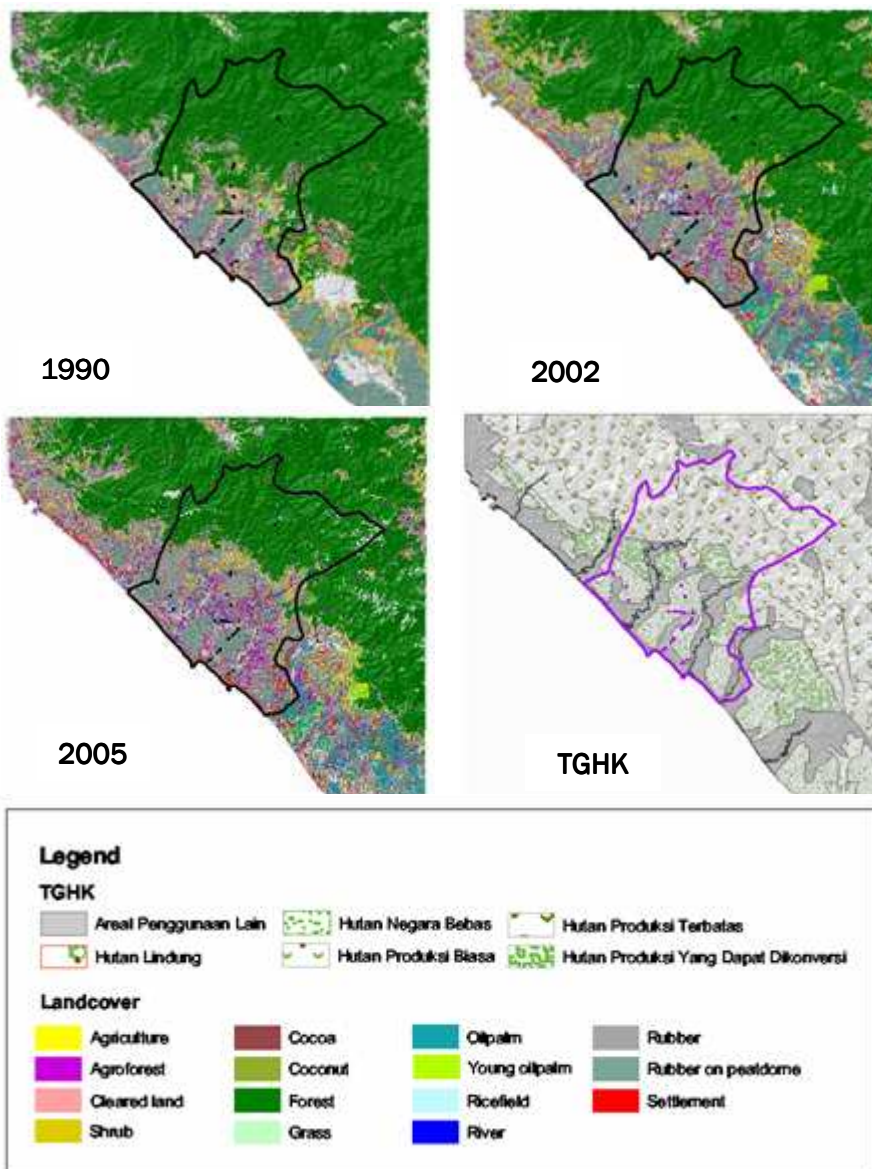 1990
2002
2005
TGHK
Legend
TGHK
Areal Penggunaan Lain
Hutan Negara Bebas
Hutan Produksi Terbatas
Hutan Lindung
Hutan Produksi Biasa
Hutan Produksi Yang Dapat Dikonversi
Landcover
Agriculture
Cocoa
Oilpalm
Rubber
Agroforest
Coconut
Young oilpalm
Rubber on peatdome
Cleared land
Forest
Ricefield
Settlement
Shrub
Grass
River